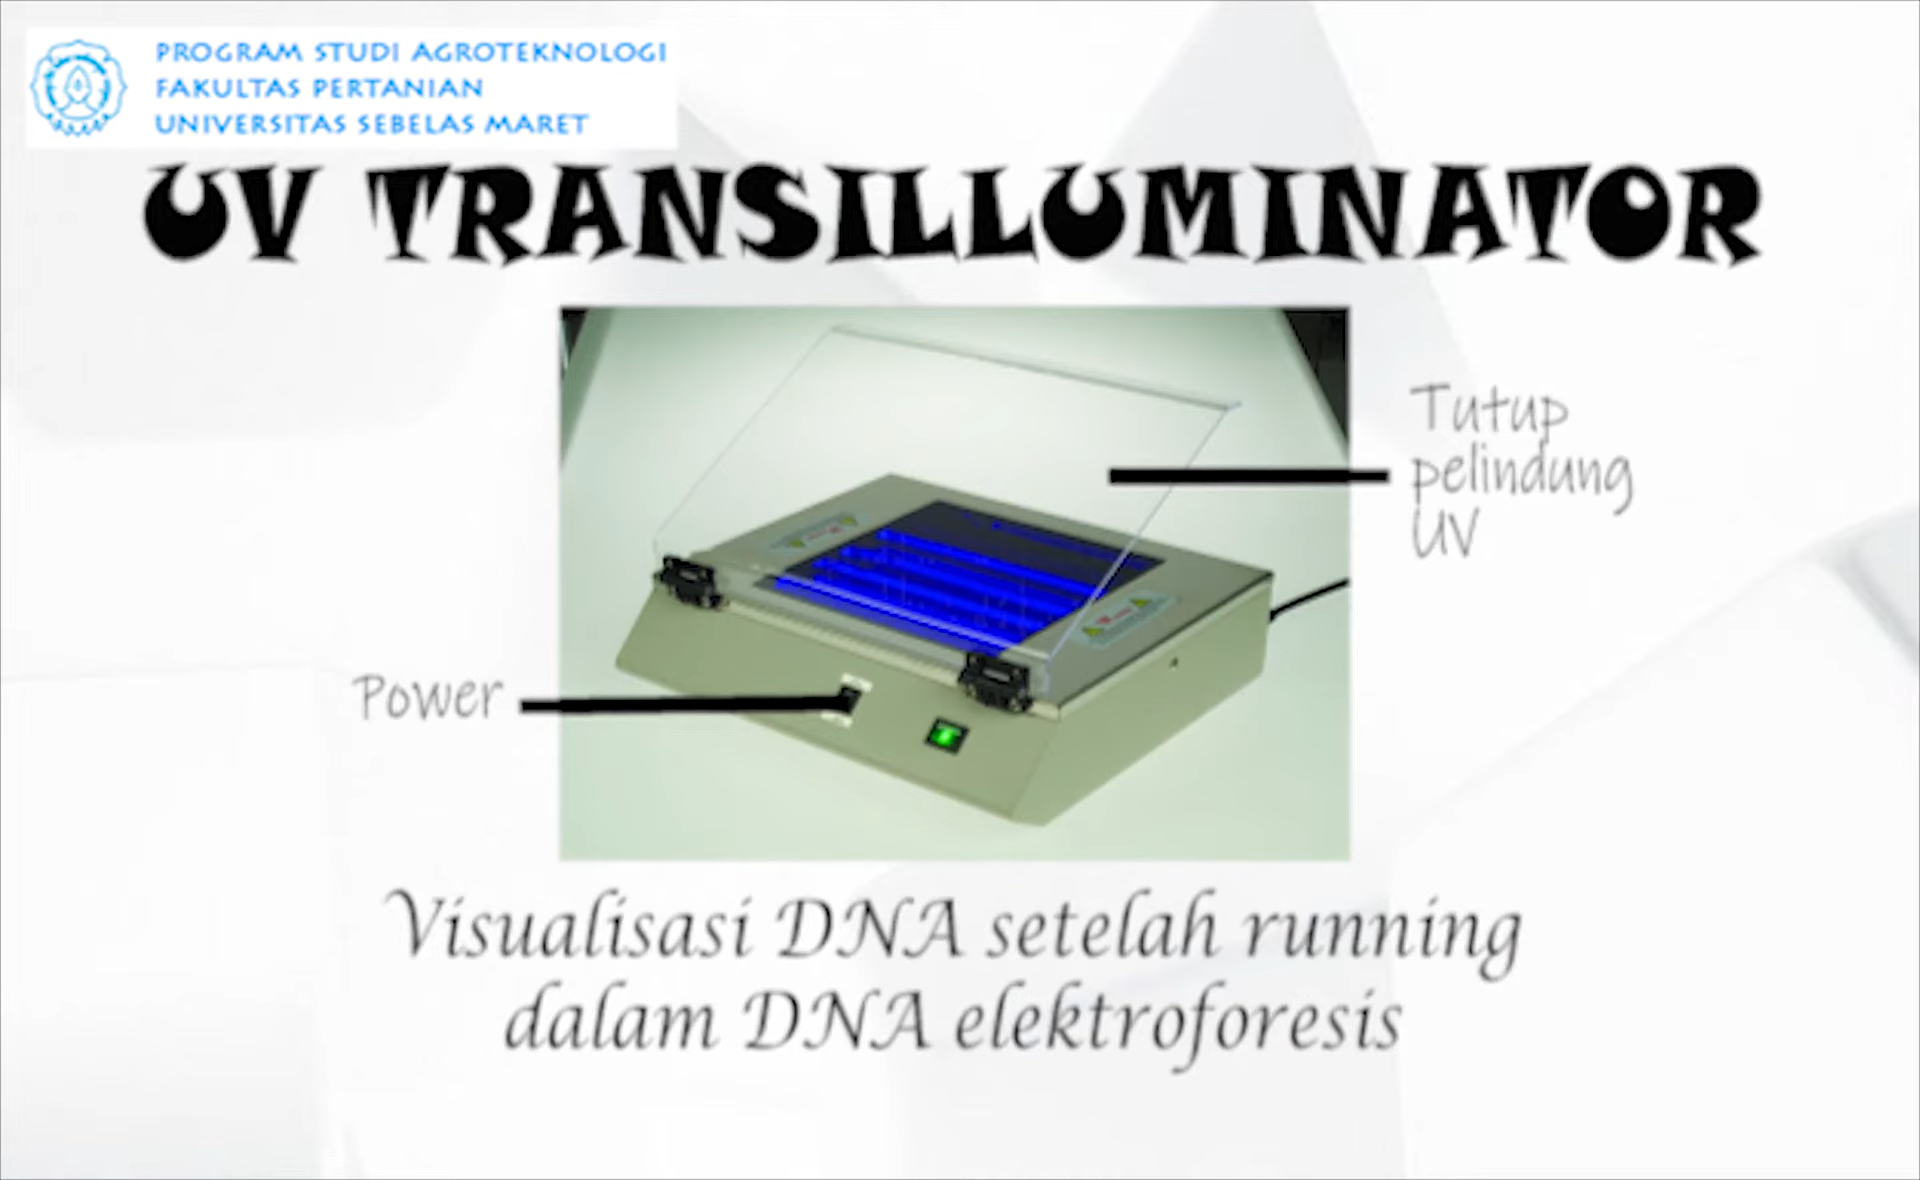 PROGRAM STUDI AGROTEKNOLOGI
FAKULTAS PERTANIAN
UNIVERSITAS SEBELAS MARET
UV TRANSILLUMINATOR
Tutup
pelindung
UV
Power
Visualisasi DNA setelah running
dalam DNA elektroforesis